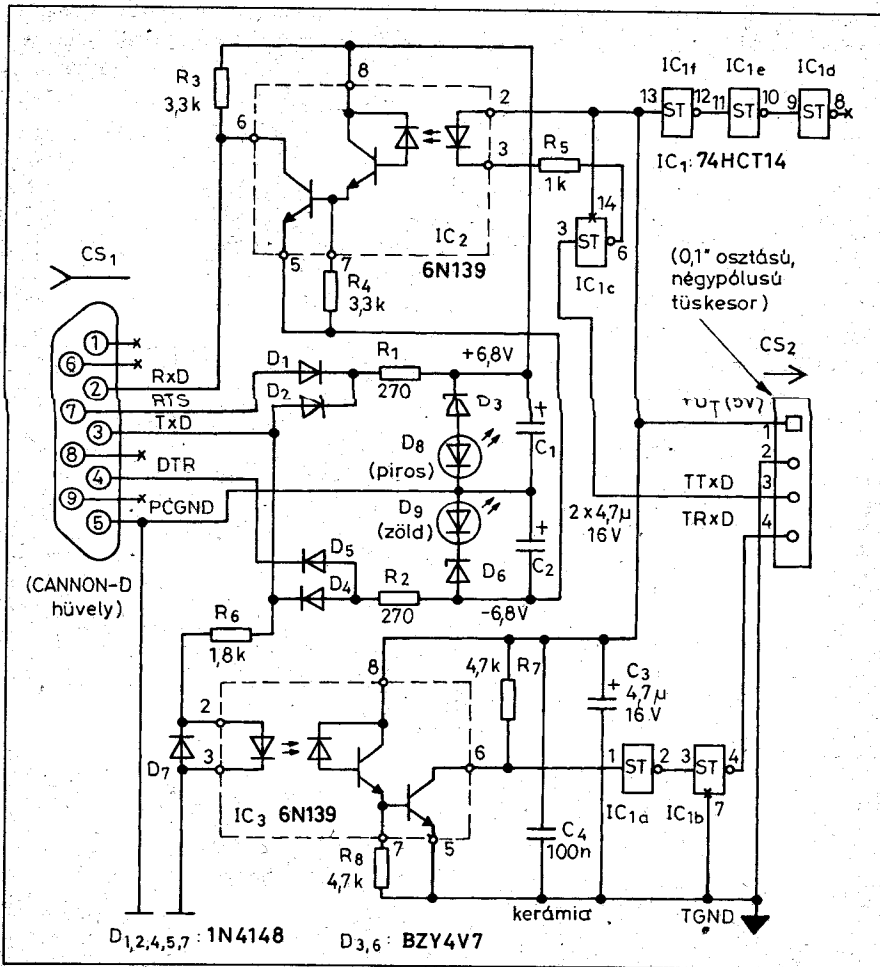 R3
3,3k
8
6
2
3
R5
1k
IC2
6N139
5
7
R4
3,3k
IC1f
IC1e
IC1d
13
ST
12
11
ST
10
9
ST
8
IC1: 74HCT14
14
3
ST
6
IC1c
(0,1" osztású,
négypólusú
tüskesor)
CS1
CS2
1
6
2
7
3
8
4
9
5
RxD
RTS
TxD
DTR
PCGND
(CANNON-D
hüvely)
D1
D2
R1
270
+6,8V
D3
D8
(piros)
C1
D9
(zöld)
D6
C2
2x4,7µ
16V
D5
D4
R2
270
-6,8V
+UT (5V)
1
2
3
4
TTxD
TRxD
R6
1,8k
D7
2
3
8
IC3 6N139
6
7
5
R8
4,7k
4,7k
R7
C3
4,7µ
16V
C4
100n
kerámia
1
ST
2
3
ST
4
7
IC1a
IC1b
TGND
D1,2,4,5,7: 1N4148
D3,6: BZY4V7